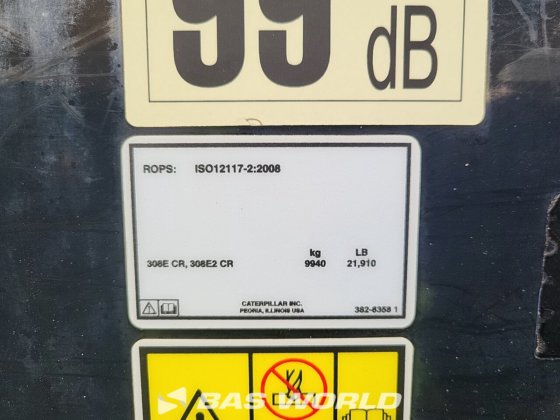 99 dB
ROPS: ISO12117-2:2008
kg LB
308E CR, 308E2 CR 9940 21,910
CATERPILLAR INC.
PEORIA, ILLINOIS USA
382-8358 1
BAS WORLD